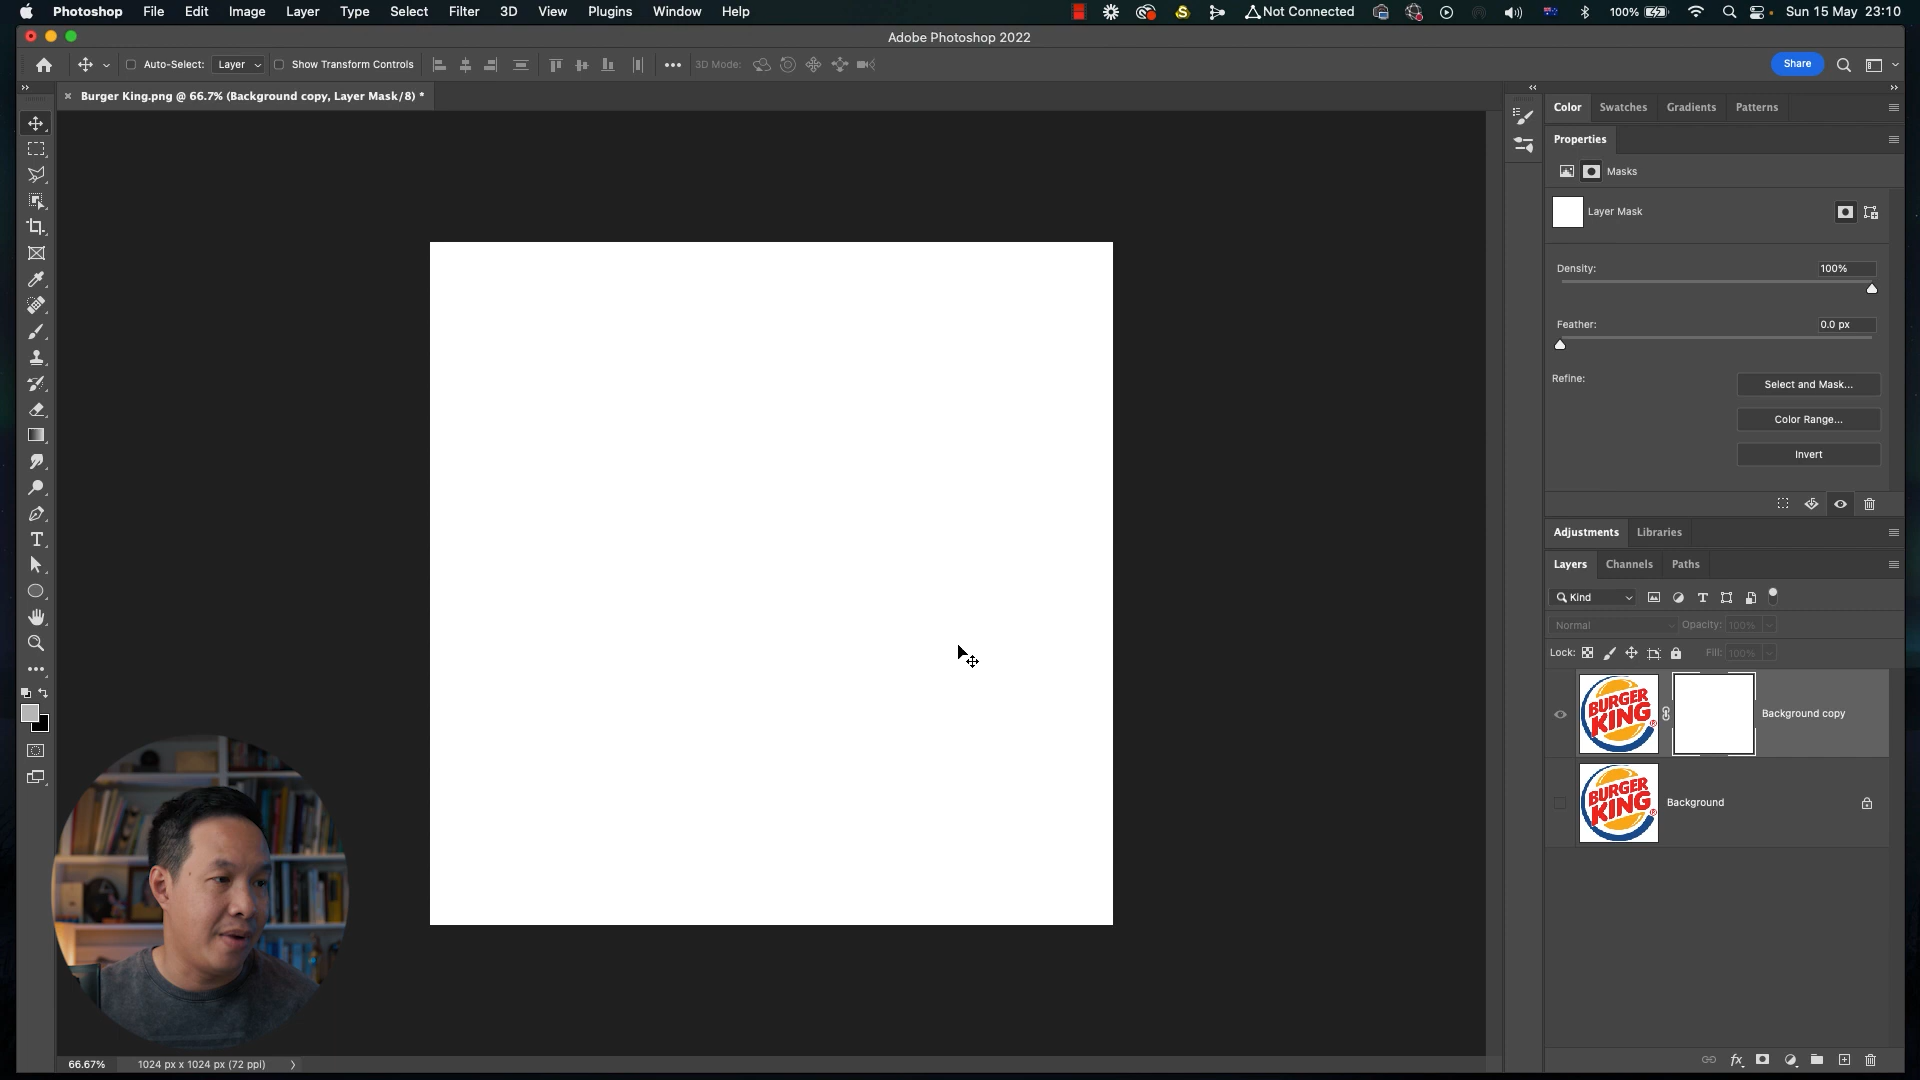 Photoshop File Edit Image Layer Type Select Filter 3D View Plugins Window Help Not Connected 100% Sun 15 May 23:10
Adobe Photoshop 2022
Auto-Select: Layer Show Transform Controls 3D Mode: Share
Burger King.png @ 66.7% (Background copy, Layer Mask/8) *
Color Swatches Gradients Patterns
Properties
Masks
Layer Mask
Density: 100%
Feather: 0.0 px
Refine: Select and Mask...
Color Range...
Invert
Adjustments Libraries
Layers Channels Paths
Kind
Normal Opacity: 100%
Lock: Fill: 100%
BURGER
KING
Background copy
BURGER
KING
Background
66.67% 1024 px x 1024 px (72 ppi)